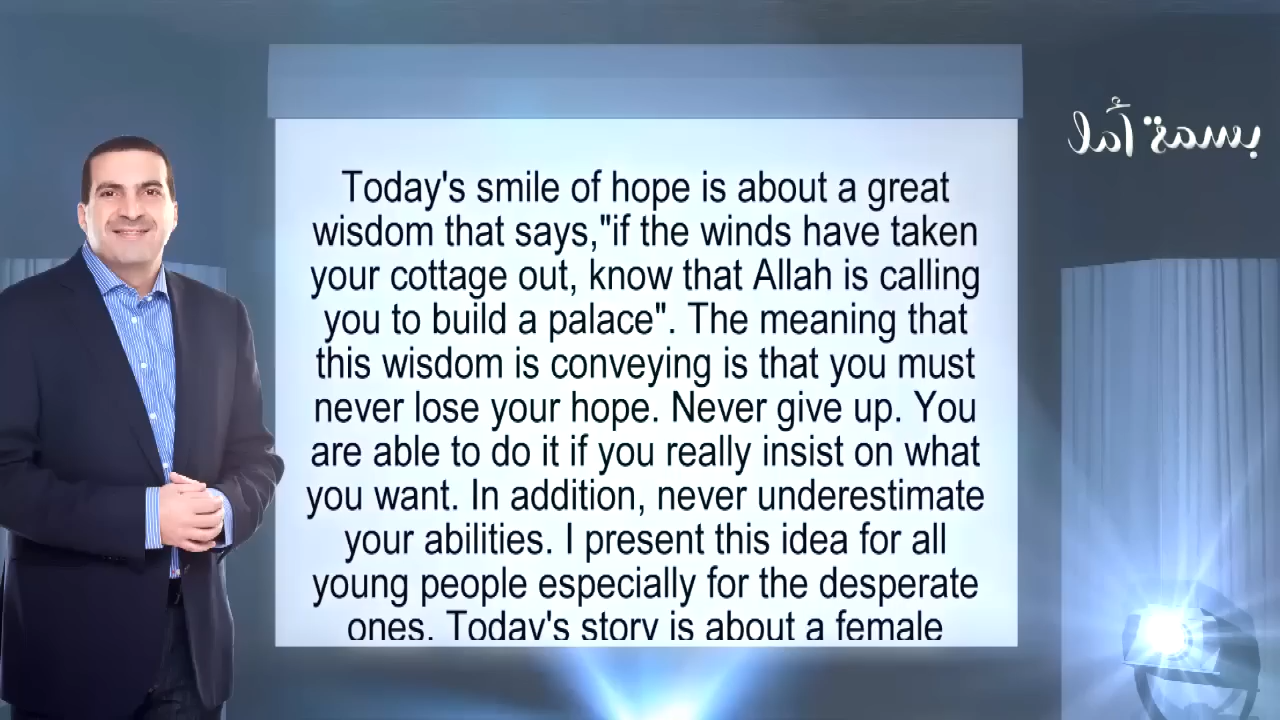 بسمة أمل
Today's smile of hope is about a great
wisdom that says,"if the winds have taken
your cottage out, know that Allah is calling
you to build a palace". The meaning that
this wisdom is conveying is that you must
never lose your hope. Never give up. You
are able to do it if you really insist on what
you want. In addition, never underestimate
your abilities. I present this idea for all
young people especially for the desperate
ones. Today's story is about a female